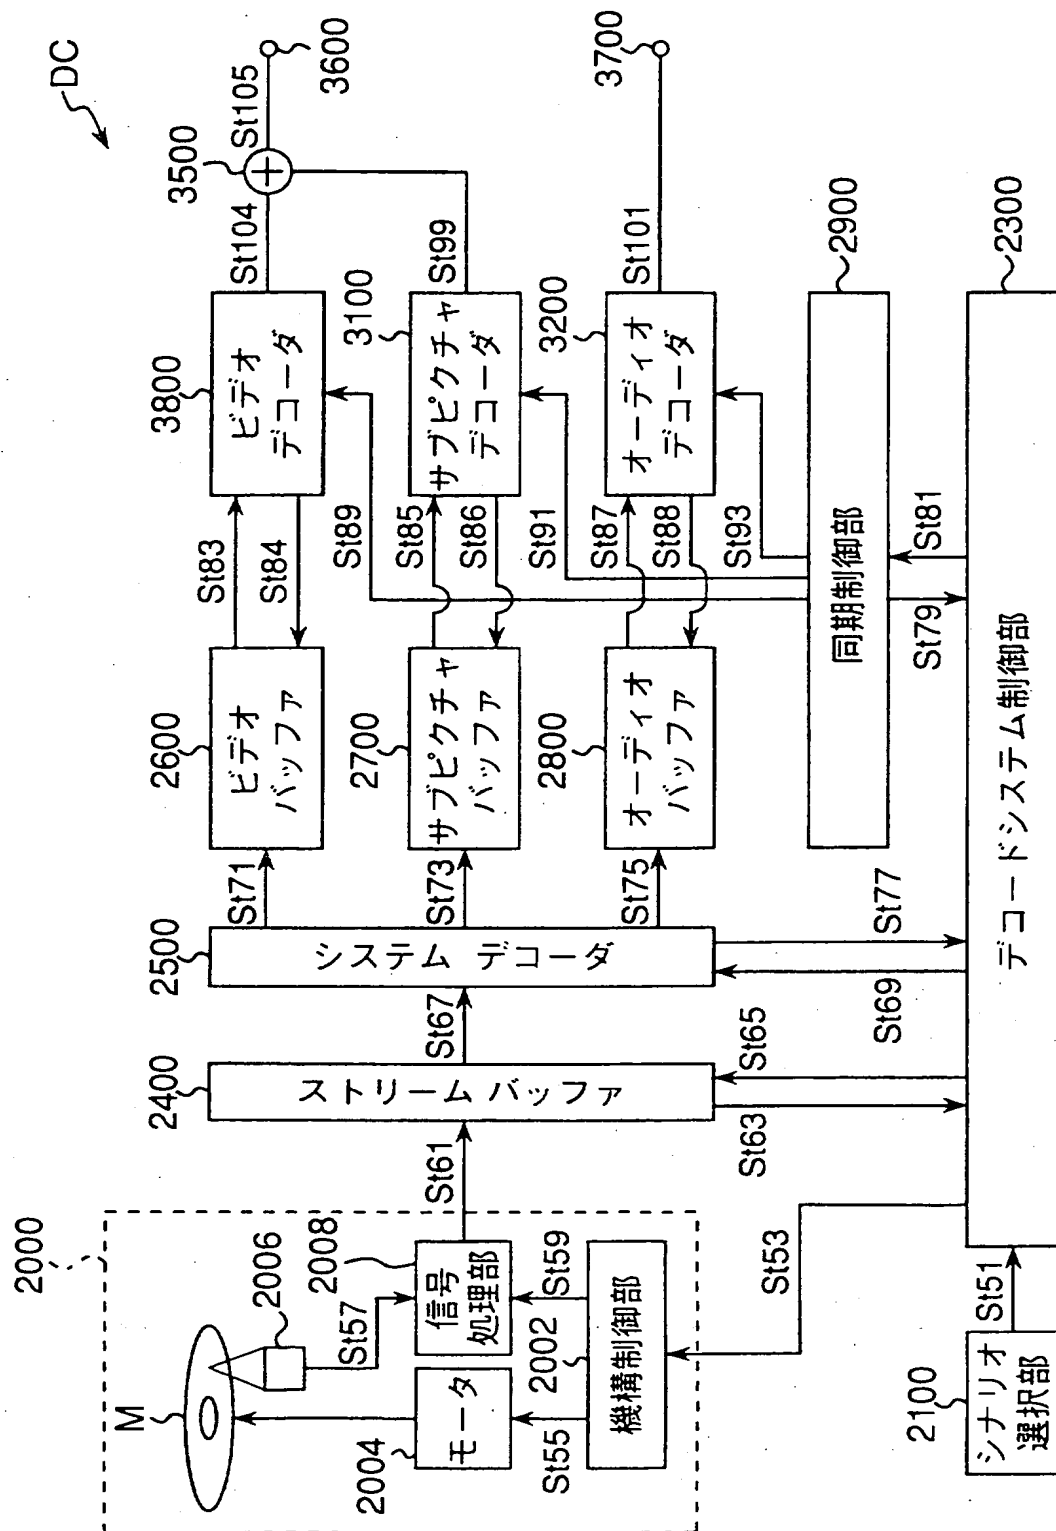 DC
2000
M
2006
St57
2008
信号
処理部
2004
モータ
St55
2002
St59
機構制御部
St53
2100
シナリオ
選択部
St51
St61
2400
ストリーム バッファ
St63
St65
St67
2500
システム デコーダ
St69
St77
St71
St73
St75
2600
ビデオ
バッファ
2700
サブピクチャ
バッファ
2800
オーディオ
バッファ
St83
St84
St89
St85
St86
St91
St87
St88
St93
3800
ビデオ
デコーダ
3100
サブピクチャ
デコーダ
3200
オーディオ
デコーダ
St104
3500
St105
3600
St99
St101
3700
2900
同期制御部
St79
St81
2300
デコードシステム制御部